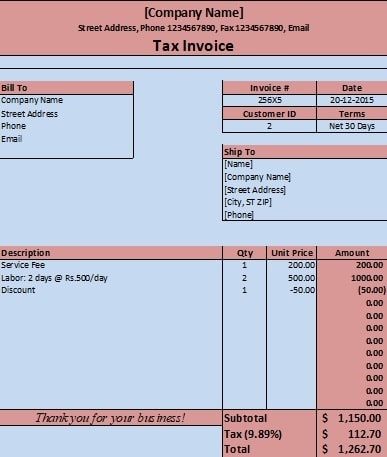 [Company Name]
Street Address, Phone 1234567890, Fax 1234567890, Email
Tax Invoice
Bill To
Invoice # Date
Company Name
256X5 20-12-2015
Street Address
Customer ID Terms
Phone
2 Net 30 Days
Email
Ship To
[Name]
[Company Name]
[Street Address]
[City, ST ZIP]
[Phone]
Description Qty Unit Price Amount
Service Fee 1 200.00 200.00
Labor: 2 days @ Rs.500/day 2 500.00 1000.00
Discount 1 -50.00 (50.00)
0.00
0.00
0.00
0.00
0.00
0.00
0.00
0.00
0.00
Thank you for your business! Subtotal $ 1,150.00
Tax (9.89%) $ 112.70
Total $ 1,262.70